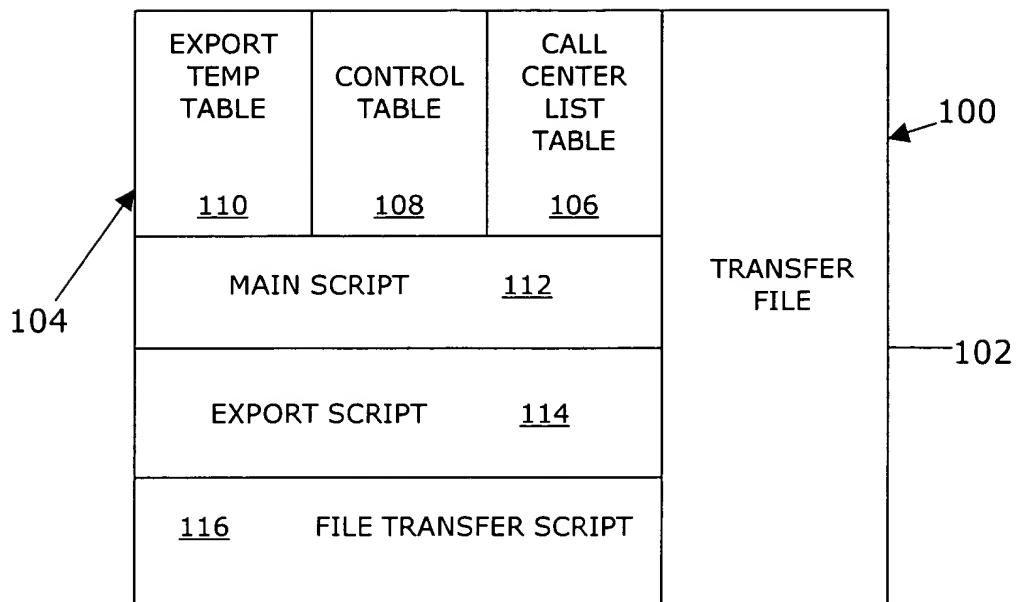 EXPORT
TEMP
TABLE
110
CONTROL
TABLE
108
CALL
CENTER
LIST
TABLE
106
100
104
MAIN SCRIPT 112
TRANSFER
FILE
102
EXPORT SCRIPT 114
116 FILE TRANSFER SCRIPT